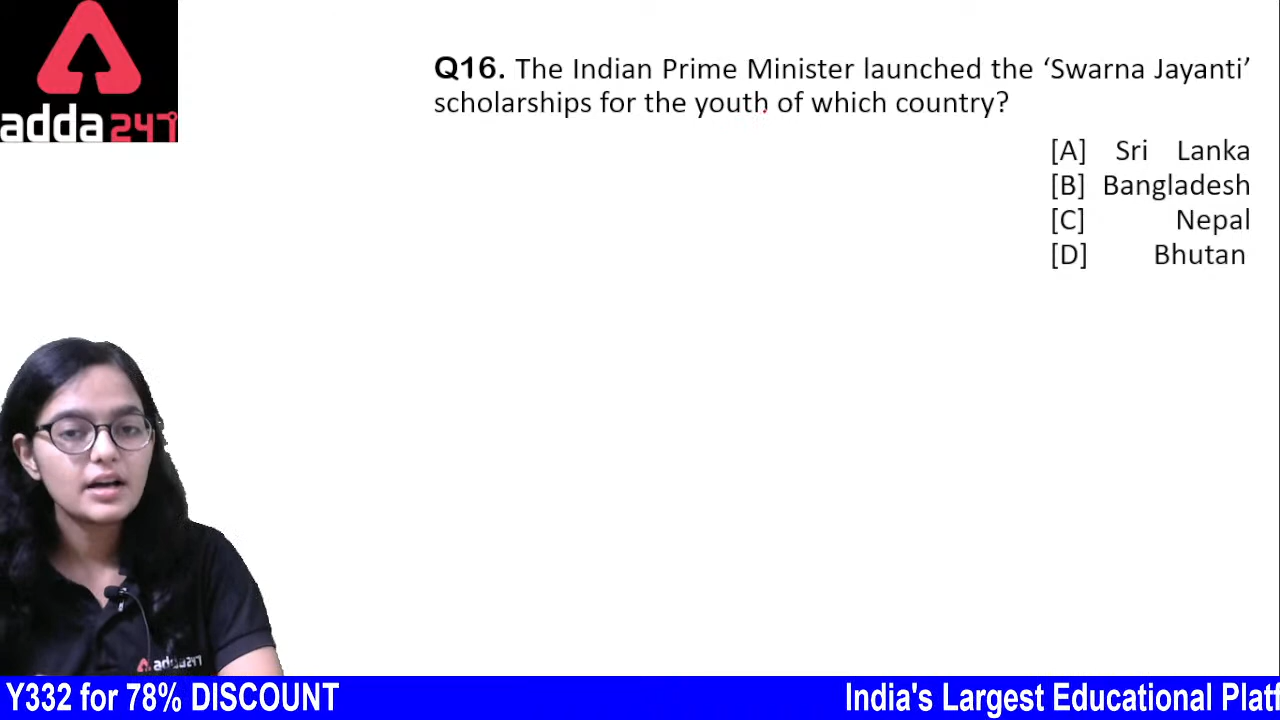 adda247
Q16. The Indian Prime Minister launched the ‘Swarna Jayanti’
scholarships for the youth of which country?
[A] Sri Lanka
[B] Bangladesh
[C] Nepal
[D] Bhutan
adda247
Y332 for 78% DISCOUNT
India's Largest Educational Platf